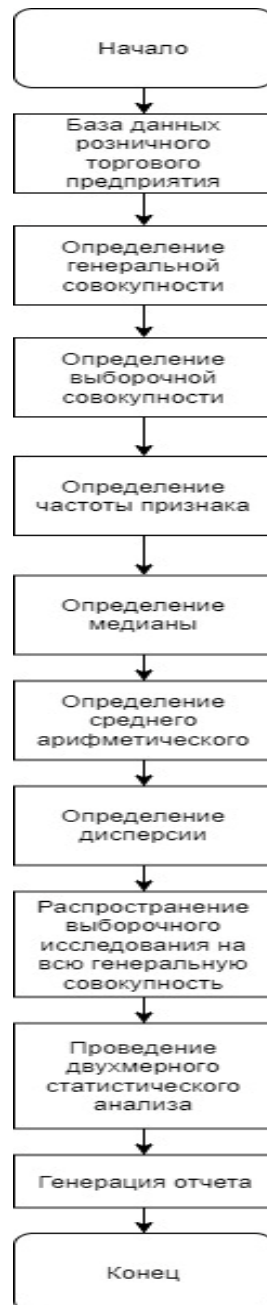 Начало
База данных
розничного
торгового
предприятия
Определение
генеральной
совокупности
Определение
выборочной
совокупности
Определение
частоты признака
Определение
медианы
Определение
среднего
арифметического
Определение
дисперсии
Распространение
выборочного
исследования на
всю генеральную
совокупность
Проведение
двухмерного
статистического
анализа
Генерация отчета
Конец